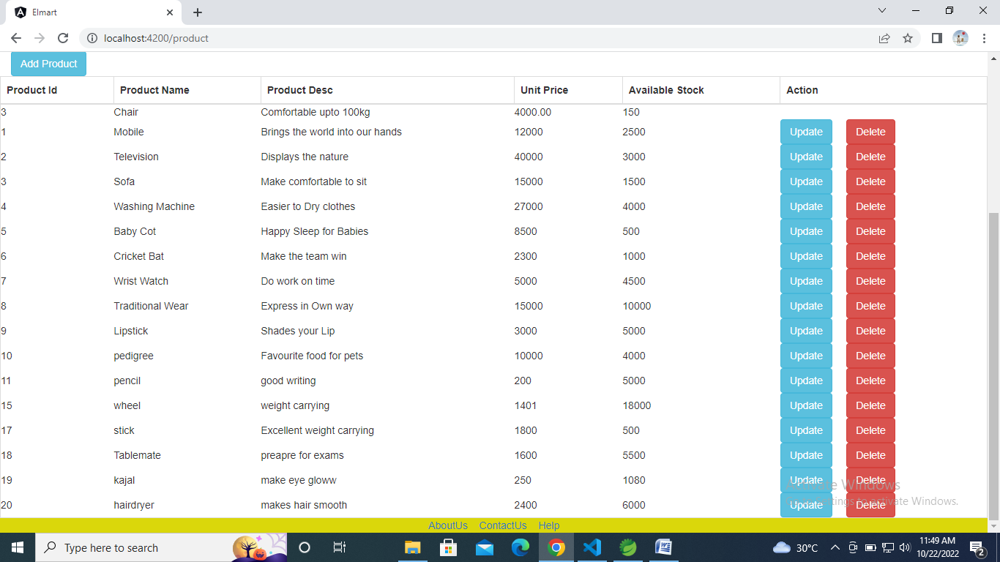 Elmart
localhost:4200/product
Add Product
Product Id Product Name Product Desc Unit Price Available Stock Action
3 Chair Comfortable upto 100kg 4000.00 150
1 Mobile Brings the world into our hands 12000 2500 Update Delete
2 Television Displays the nature 40000 3000 Update Delete
3 Sofa Make comfortable to sit 15000 1500 Update Delete
4 Washing Machine Easier to Dry clothes 27000 4000 Update Delete
5 Baby Cot Happy Sleep for Babies 8500 500 Update Delete
6 Cricket Bat Make the team win 2300 1000 Update Delete
7 Wrist Watch Do work on time 5000 4500 Update Delete
8 Traditional Wear Express in Own way 15000 10000 Update Delete
9 Lipstick Shades your Lip 3000 5000 Update Delete
10 pedigree Favourite food for pets 10000 4000 Update Delete
11 pencil good writing 200 5000 Update Delete
15 wheel weight carrying 1401 18000 Update Delete
17 stick Excellent weight carrying 1800 500 Update Delete
18 Tablemate preapre for exams 1600 5500 Update Delete
19 kajal make eye gloww 250 1080 Update Delete
Activate Windows
20 hairdryer makes hair smooth 2400 6000 Update Delete
activate Windows.
AboutUs ContactUs Help
Type here to search
30°C
11:49 AM
10/22/2022
2